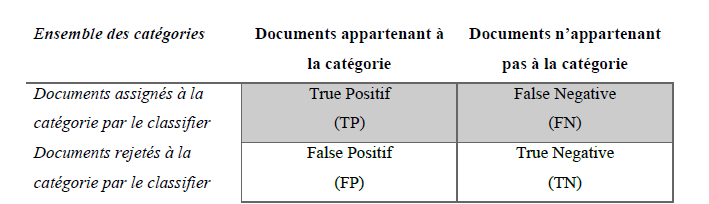 Ensemble des catégories
Documents appartenant à
la catégorie
Documents n'appartenant
pas à la catégorie
Documents assignés à la
catégorie par le classifier
True Positif
(TP)
False Negative
(FN)
Documents rejetés à la
catégorie par le classifier
False Positif
(FP)
True Negative
(TN)